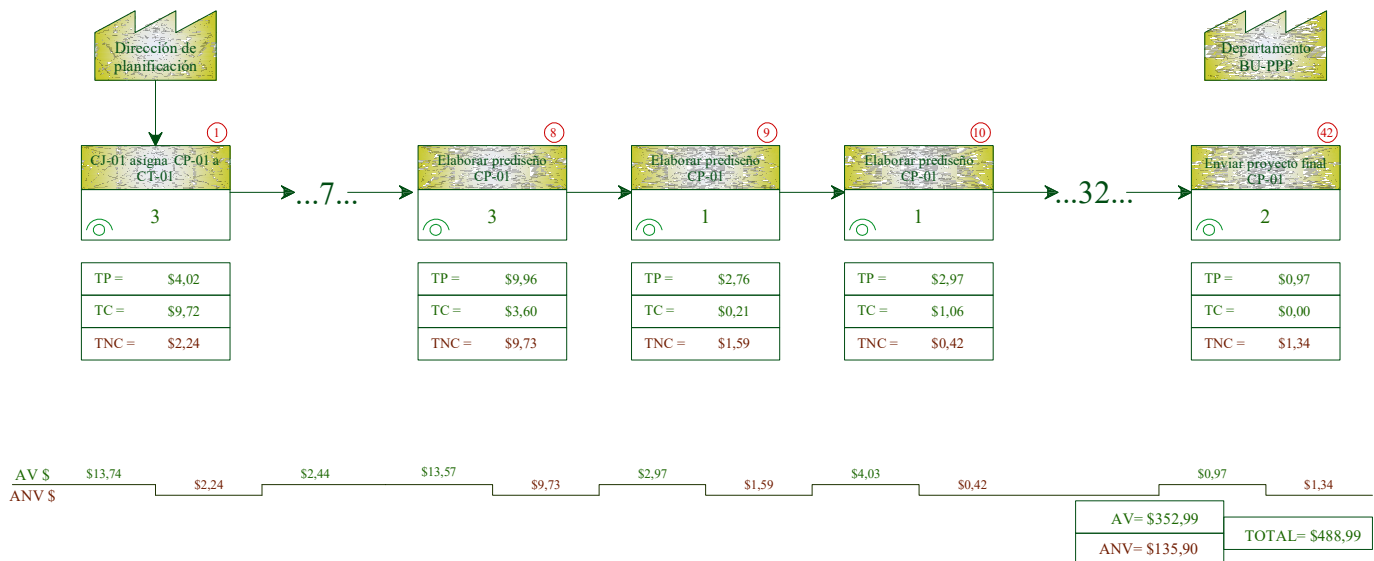 Dirección de
planificación
Departamento
BU-PPP
1
CJ-01 asigna CP-01 a
CT-01
3
...7...
8
Elaborar prediseño
CP-01
3
9
Elaborar prediseño
CP-01
1
10
Elaborar prediseño
CP-01
1
...32...
42
Enviar proyecto final
CP-01
2
TP = $4,02
TC = $9,72
TNC = $2,24
TP = $9,96
TC = $3,60
TNC = $9,73
TP = $2,76
TC = $0,21
TNC = $1,59
TP = $2,97
TC = $1,06
TNC = $0,42
TP = $0,97
TC = $0,00
TNC = $1,34
AV $ $13,74 $2,44 $13,57 $2,97 $4,03 $0,97
ANV $ $2,24 $9,73 $1,59 $0,42 $1,34
AV= $352,99
ANV= $135,90
TOTAL= $488,99